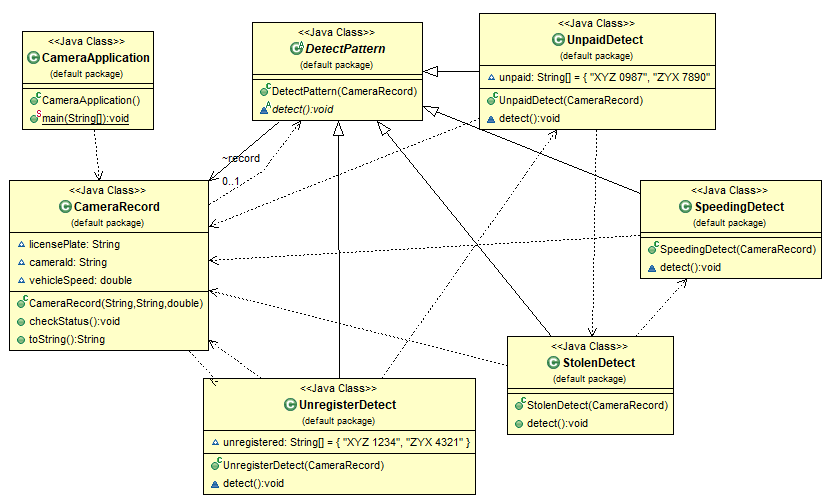 <<Java Class>>
CameraApplication
(default package)
CameraApplication()
main(String[]):void
<<Java Class>>
DetectPattern
(default package)
DetectPattern(CameraRecord)
detect():void
<<Java Class>>
UnpaidDetect
(default package)
unpaid: String[] = { "XYZ 0987", "ZYX 7890"
UnpaidDetect(CameraRecord)
detect():void
~record
0..1
<<Java Class>>
CameraRecord
(default package)
licensePlate: String
cameraId: String
vehicleSpeed: double
CameraRecord(String,String,double)
checkStatus():void
toString():String
<<Java Class>>
SpeedingDetect
(default package)
SpeedingDetect(CameraRecord)
detect():void
<<Java Class>>
StolenDetect
(default package)
StolenDetect(CameraRecord)
detect():void
<<Java Class>>
UnregisterDetect
(default package)
unregistered: String[] = { "XYZ 1234", "ZYX 4321" }
UnregisterDetect(CameraRecord)
detect():void